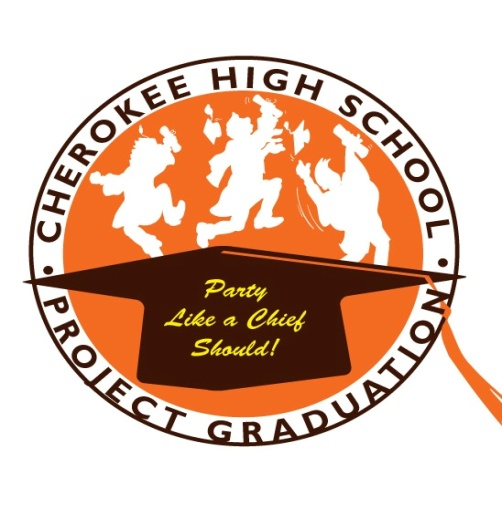 CHEROKEE HIGH SCHOOL
Party
Like a Chief
Should!
• PROJECT GRADUATION •